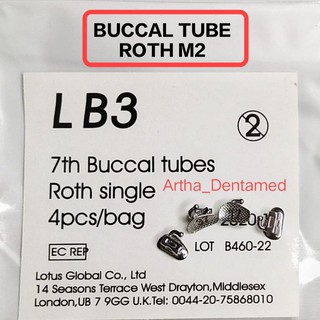 BUCCAL TUBE
ROTH M2
LB3
2
7th Buccal tubes
Roth single
Artha_Dentamed
4pcs/bag
LOT B460-22
EC REP
Lotus Global Co., Ltd
14 Seasons Terrace West Drayton,Middlesex
London,UB 7 9GG U.K.Tel: 0044-20-75868010